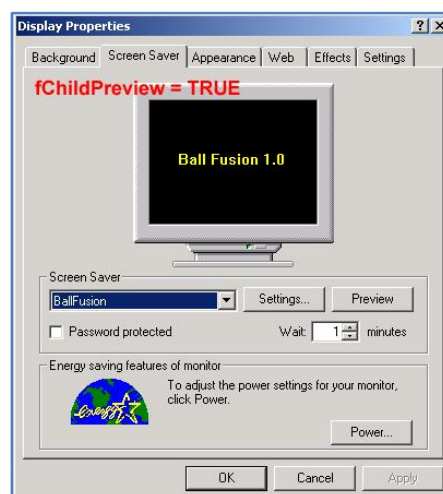 Display Properties
Background Screen Saver Appearance Web Effects Settings
fChildPreview = TRUE
Ball Fusion 1.0
Screen Saver
BallFusion Settings... Preview
Password protected Wait: 1 minutes
Energy saving features of monitor
To adjust the power settings for your monitor,
click Power.
energy
Power...
OK Cancel Apply